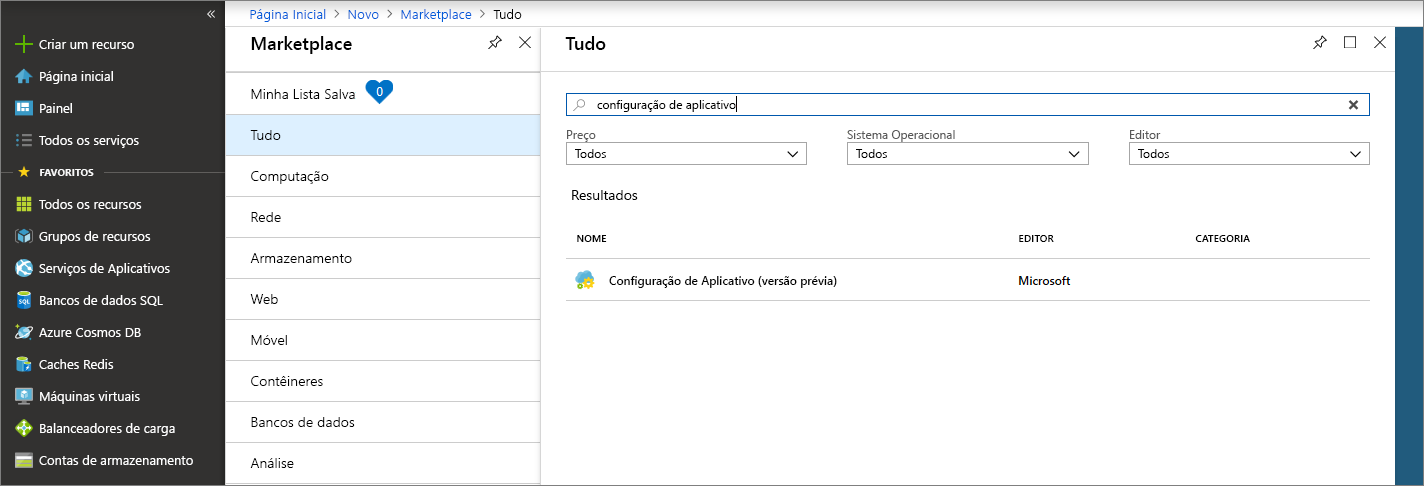 Página Inicial > Novo > Marketplace > Tudo
«
Criar um recurso
Página inicial
Painel
Todos os serviços
FAVORITOS
Todos os recursos
Grupos de recursos
Serviços de Aplicativos
Bancos de dados SQL
Azure Cosmos DB
Caches Redis
Máquinas virtuais
Balanceadores de carga
Contas de armazenamento
Marketplace
Minha Lista Salva 0
Tudo
Computação
Rede
Armazenamento
Web
Móvel
Contêineres
Bancos de dados
Análise
Tudo
configuração de aplicativo
Preço Sistema Operacional Editor
Todos Todos Todos
Resultados
NOME EDITOR CATEGORIA
Configuração de Aplicativo (versão prévia) Microsoft